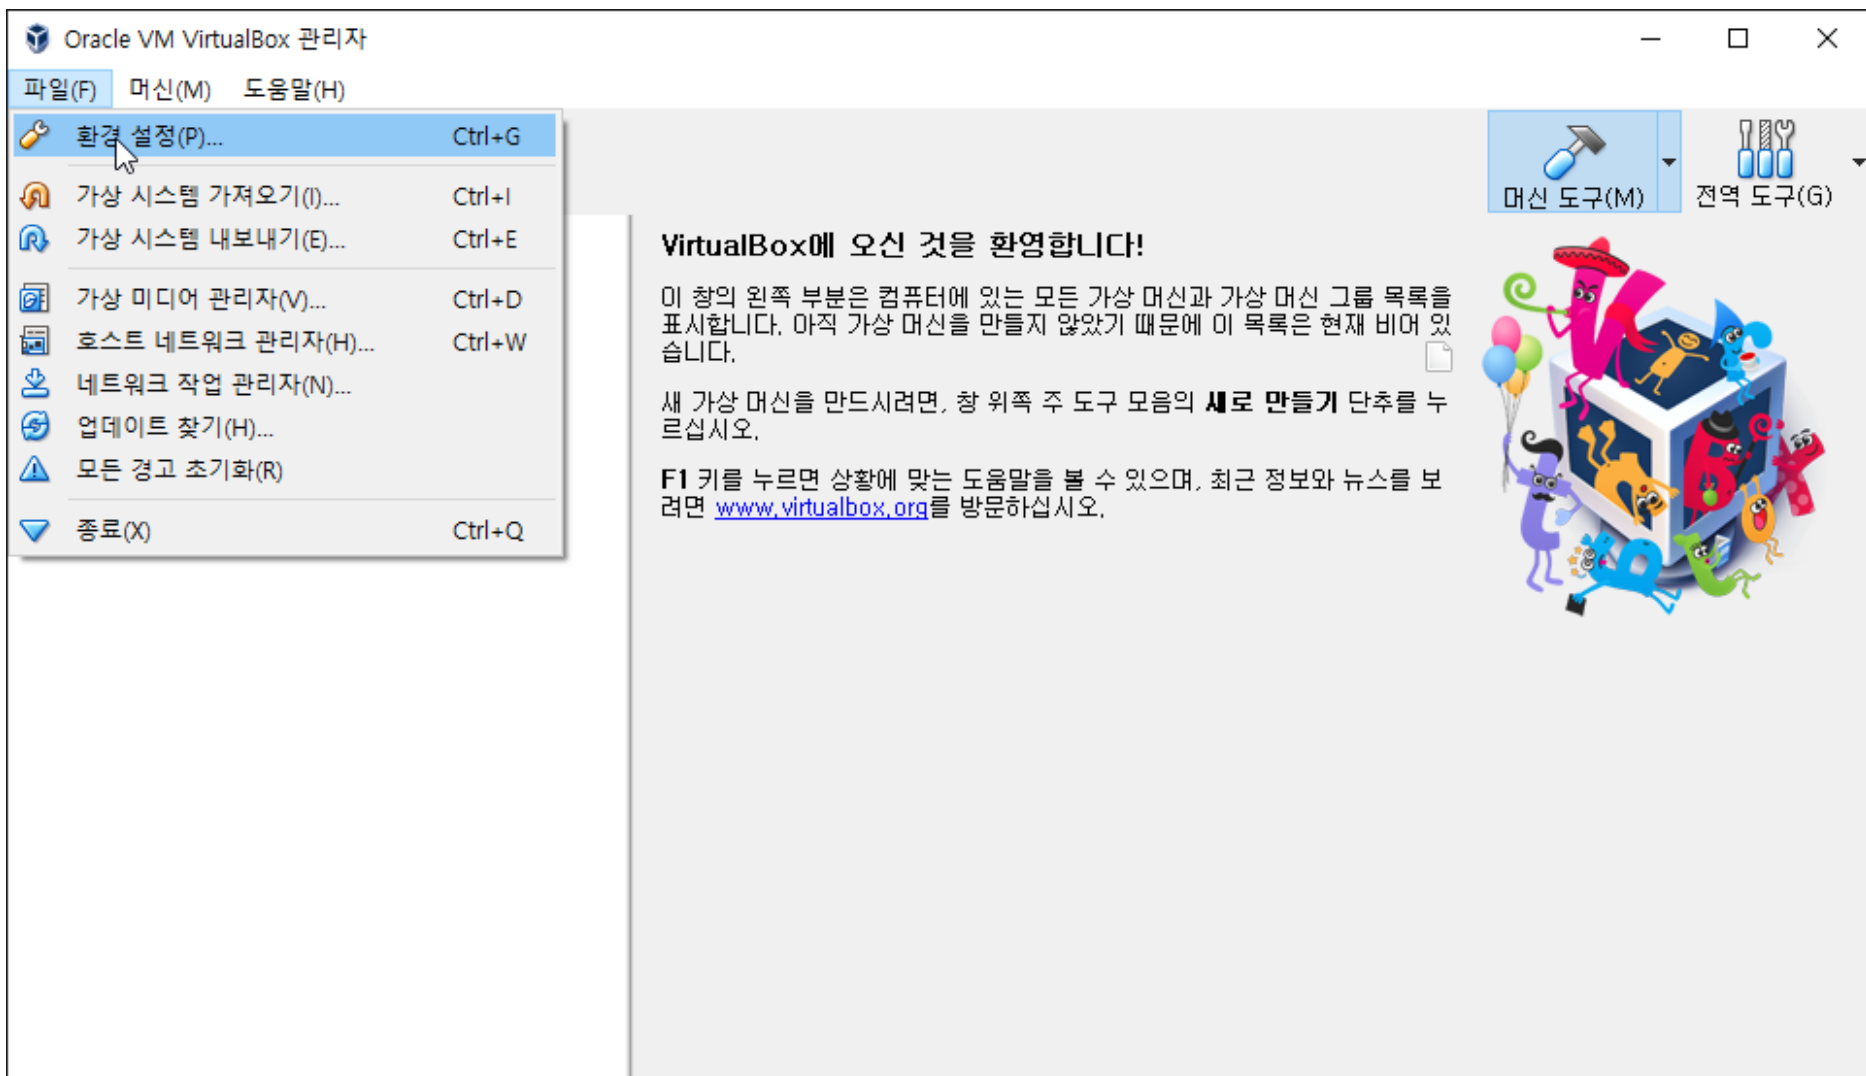 Oracle VM VirtualBox 관리자
파일(F) 머신(M) 도움말(H)
환경 설정(P)... Ctrl+G
가상 시스템 가져오기(I)... Ctrl+I
가상 시스템 내보내기(E)... Ctrl+E
가상 미디어 관리자(V)... Ctrl+D
호스트 네트워크 관리자(H)... Ctrl+W
네트워크 작업 관리자(N)...
업데이트 찾기(H)...
모든 경고 초기화(R)
종료(X) Ctrl+Q
머신 도구(M) 전역 도구(G)
VirtualBox에 오신 것을 환영합니다!
이 창의 왼쪽 부분은 컴퓨터에 있는 모든 가상 머신과 가상 머신 그룹 목록을
표시합니다. 아직 가상 머신을 만들지 않았기 때문에 이 목록은 현재 비어 있
습니다.
새 가상 머신을 만드시려면, 창 위쪽 주 도구 모음의 새로 만들기 단추를 누
르십시오.
F1 키를 누르면 상황에 맞는 도움말을 볼 수 있으며, 최근 정보와 뉴스를 보
려면 www.virtualbox.org를 방문하십시오.